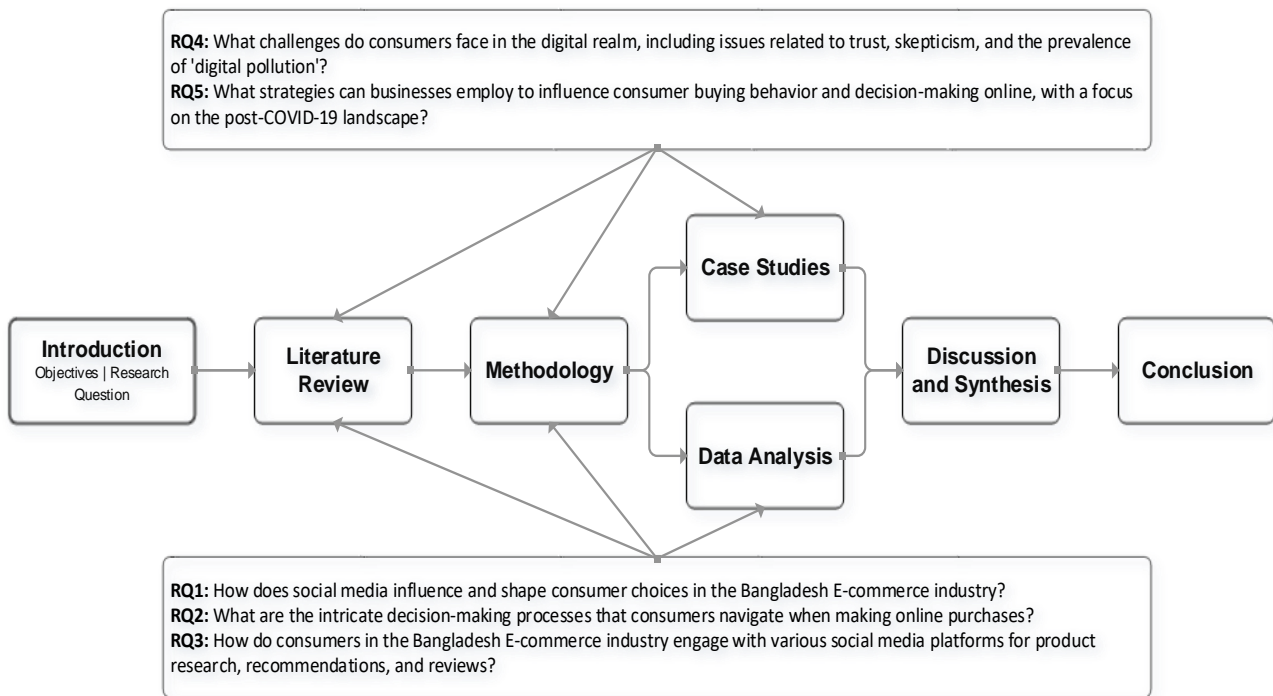 RQ4: What challenges do consumers face in the digital realm, including issues related to trust, skepticism, and the prevalence
of 'digital pollution'?
RQ5: What strategies can businesses employ to influence consumer buying behavior and decision-making online, with a focus
on the post-COVID-19 landscape?
Case Studies
Introduction
Objectives | Research
Question
Literature
Review
Methodology
Discussion
and Synthesis
Conclusion
Data Analysis
RQ1: How does social media influence and shape consumer choices in the Bangladesh E-commerce industry?
RQ2: What are the intricate decision-making processes that consumers navigate when making online purchases?
RQ3: How do consumers in the Bangladesh E-commerce industry engage with various social media platforms for product
research, recommendations, and reviews?